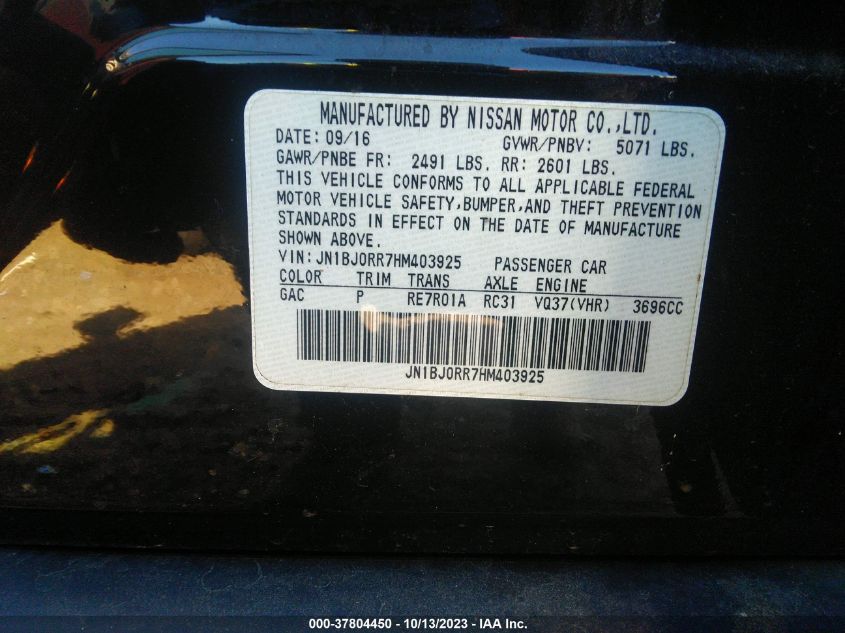 MANUFACTURED BY NISSAN MOTOR CO.,LTD.
DATE: 09/16 GVWR/PNBV: 5071 LBS.
GAWR/PNBE FR: 2491 LBS. RR: 2601 LBS.
THIS VEHICLE CONFORMS TO ALL APPLICABLE FEDERAL
MOTOR VEHICLE SAFETY,BUMPER,AND THEFT PREVENTION
STANDARDS IN EFFECT ON THE DATE OF MANUFACTURE
SHOWN ABOVE.
VIN: JN1BJ0RR7HM403925 PASSENGER CAR
COLOR TRIM TRANS AXLE ENGINE
GAC P RE7R01A RC31 VQ37(VHR) 3696CC
JN1BJ0RR7HM403925
000-37804450 - 10/13/2023 - IAA Inc.